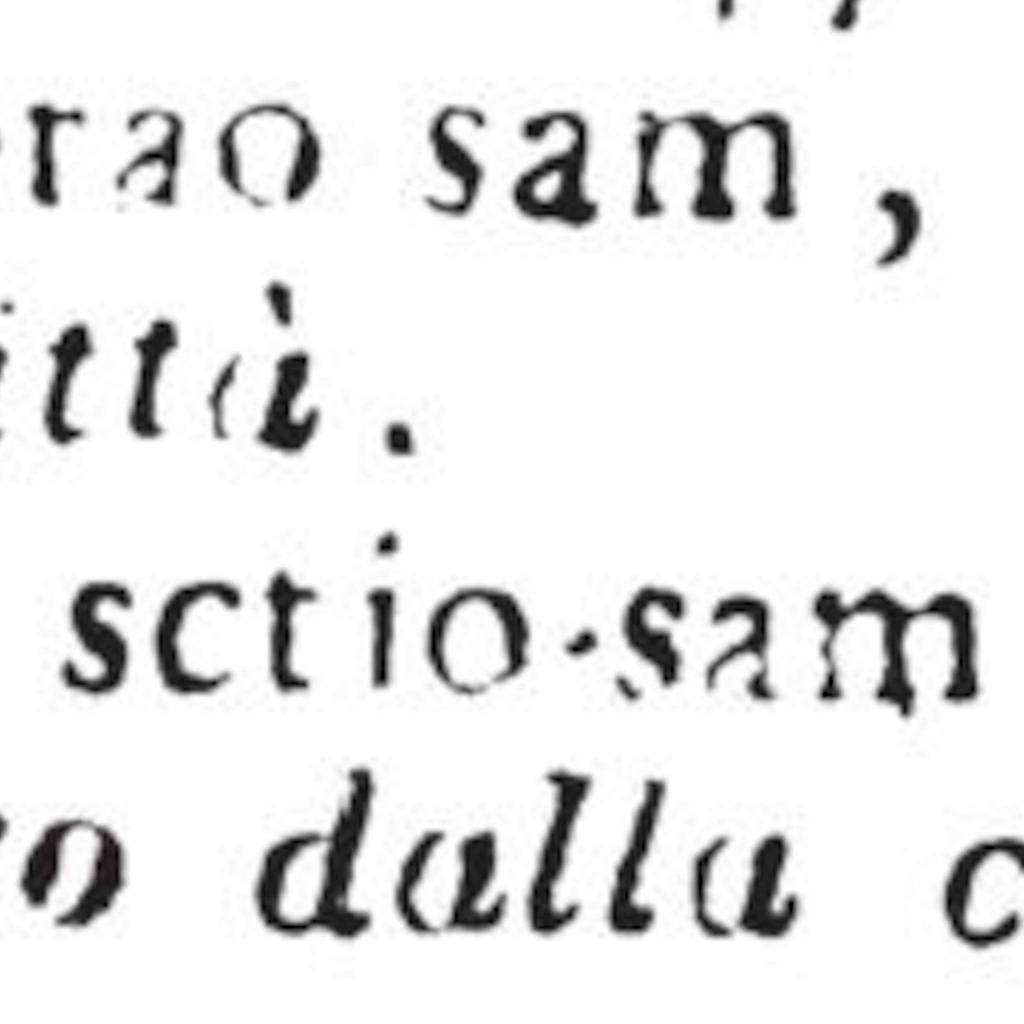 rao sam,
ittà.
sctio-sam
o dalla c